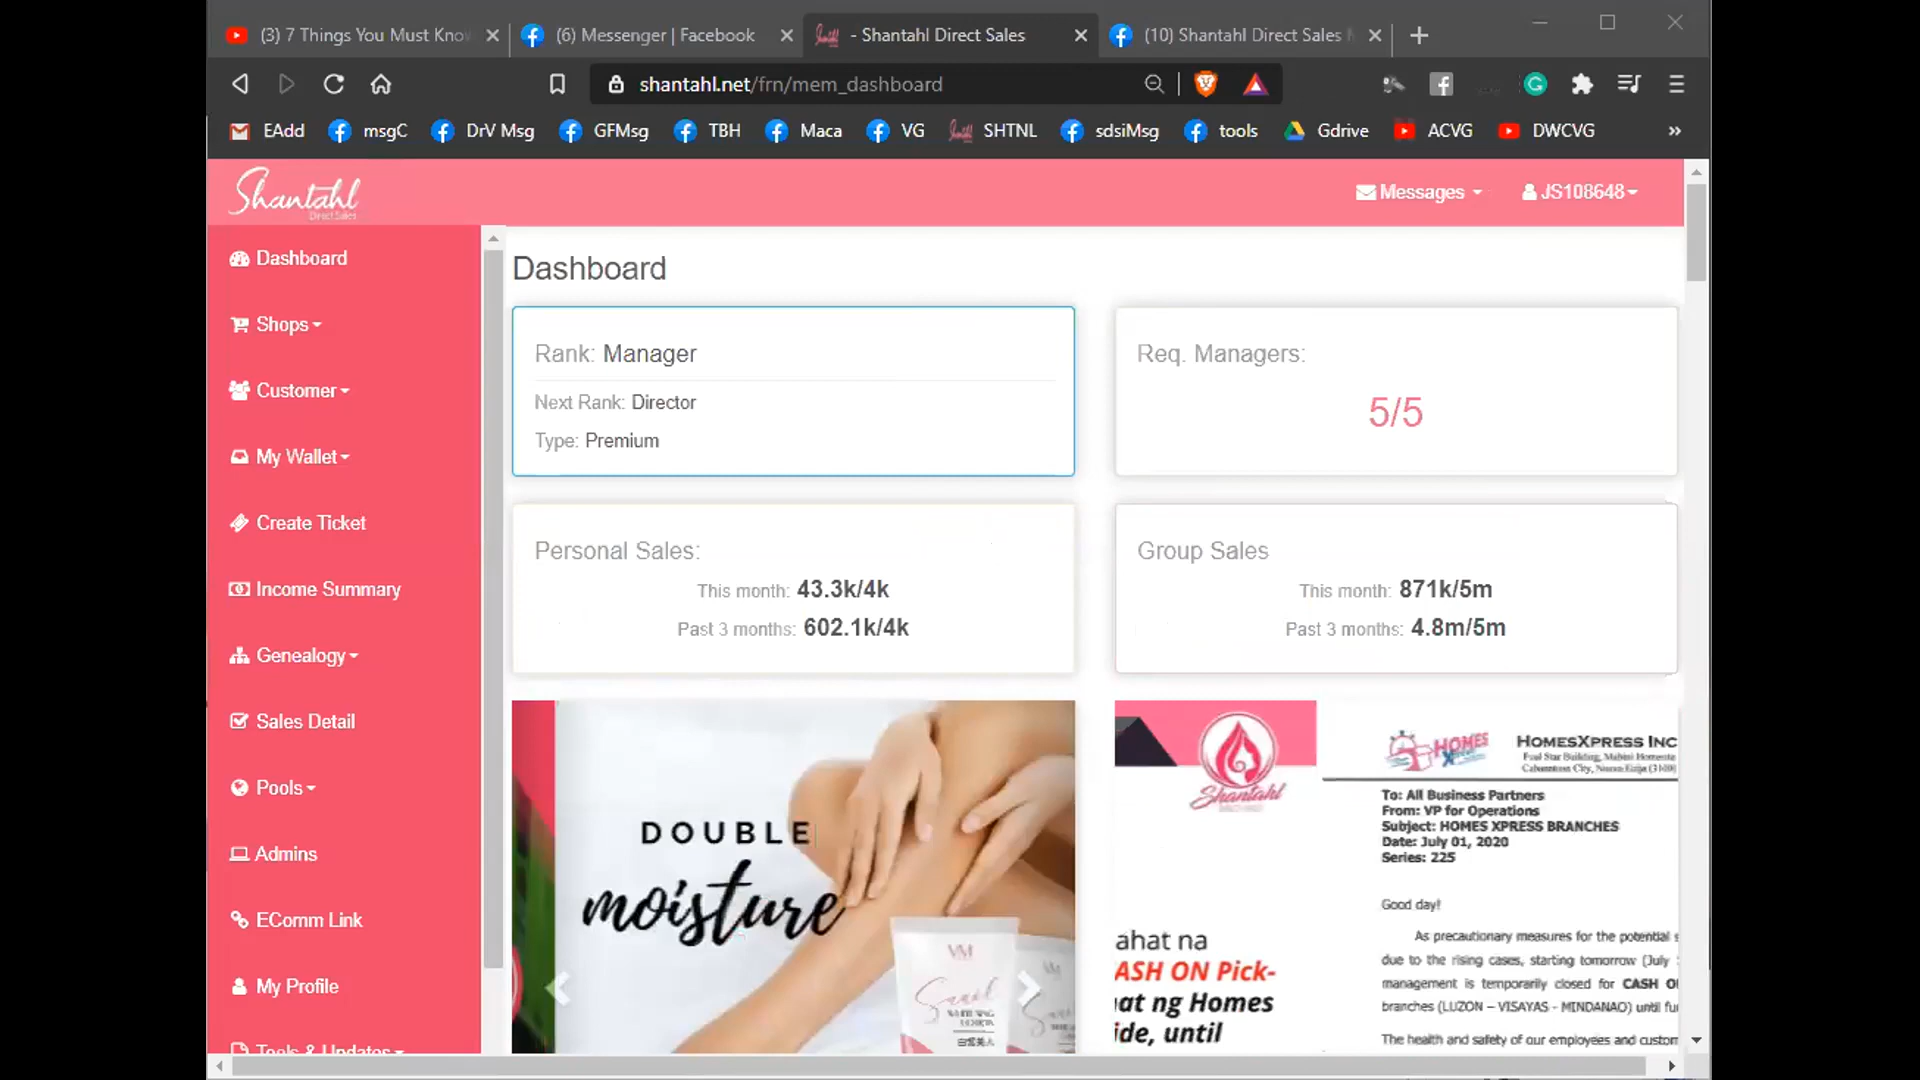 (3) 7 Things You Must Kno
(6) Messenger | Facebook
- Shantahl Direct Sales
(10) Shantahl Direct Sales
shantahl.net/frn/mem_dashboard
EAdd
msgC
DrV Msg
GFMsg
TBH
Maca
VG
SHTNL
sdsiMsg
tools
Gdrive
ACVG
DWCVG
»
Shantahl
Direct Sales
Messages
JS108648
Dashboard
Shops
Customer
My Wallet
Create Ticket
Income Summary
Genealogy
Sales Detail
Pools
Admins
EComm Link
My Profile
Tools & Updates
Dashboard
Rank: Manager
Next Rank: Director
Type: Premium
Req. Managers:
5/5
Personal Sales:
This month: 43.3k/4k
Past 3 months: 602.1k/4k
Group Sales
This month: 871k/5m
Past 3 months: 4.8m/5m
DOUBLE
moisture
VM
Shantahl
ahat na
ASH ON Pick-
at ng Homes
ide, until
HOMES
HOMESXPRESS INC
To: All Business Partners
From: VP for Operations
Subject: HOMES XPRESS BRANCHES
Date: July 01, 2020
Series: 225
Good day!
As precautionary measures for the potential s
due to the rising cases, starting tomorrow (July
management is temporarily closed for CASH O
branches (LUZON – VISAYAS - MINDANAO) until fu
The health and safety of our employees and custom